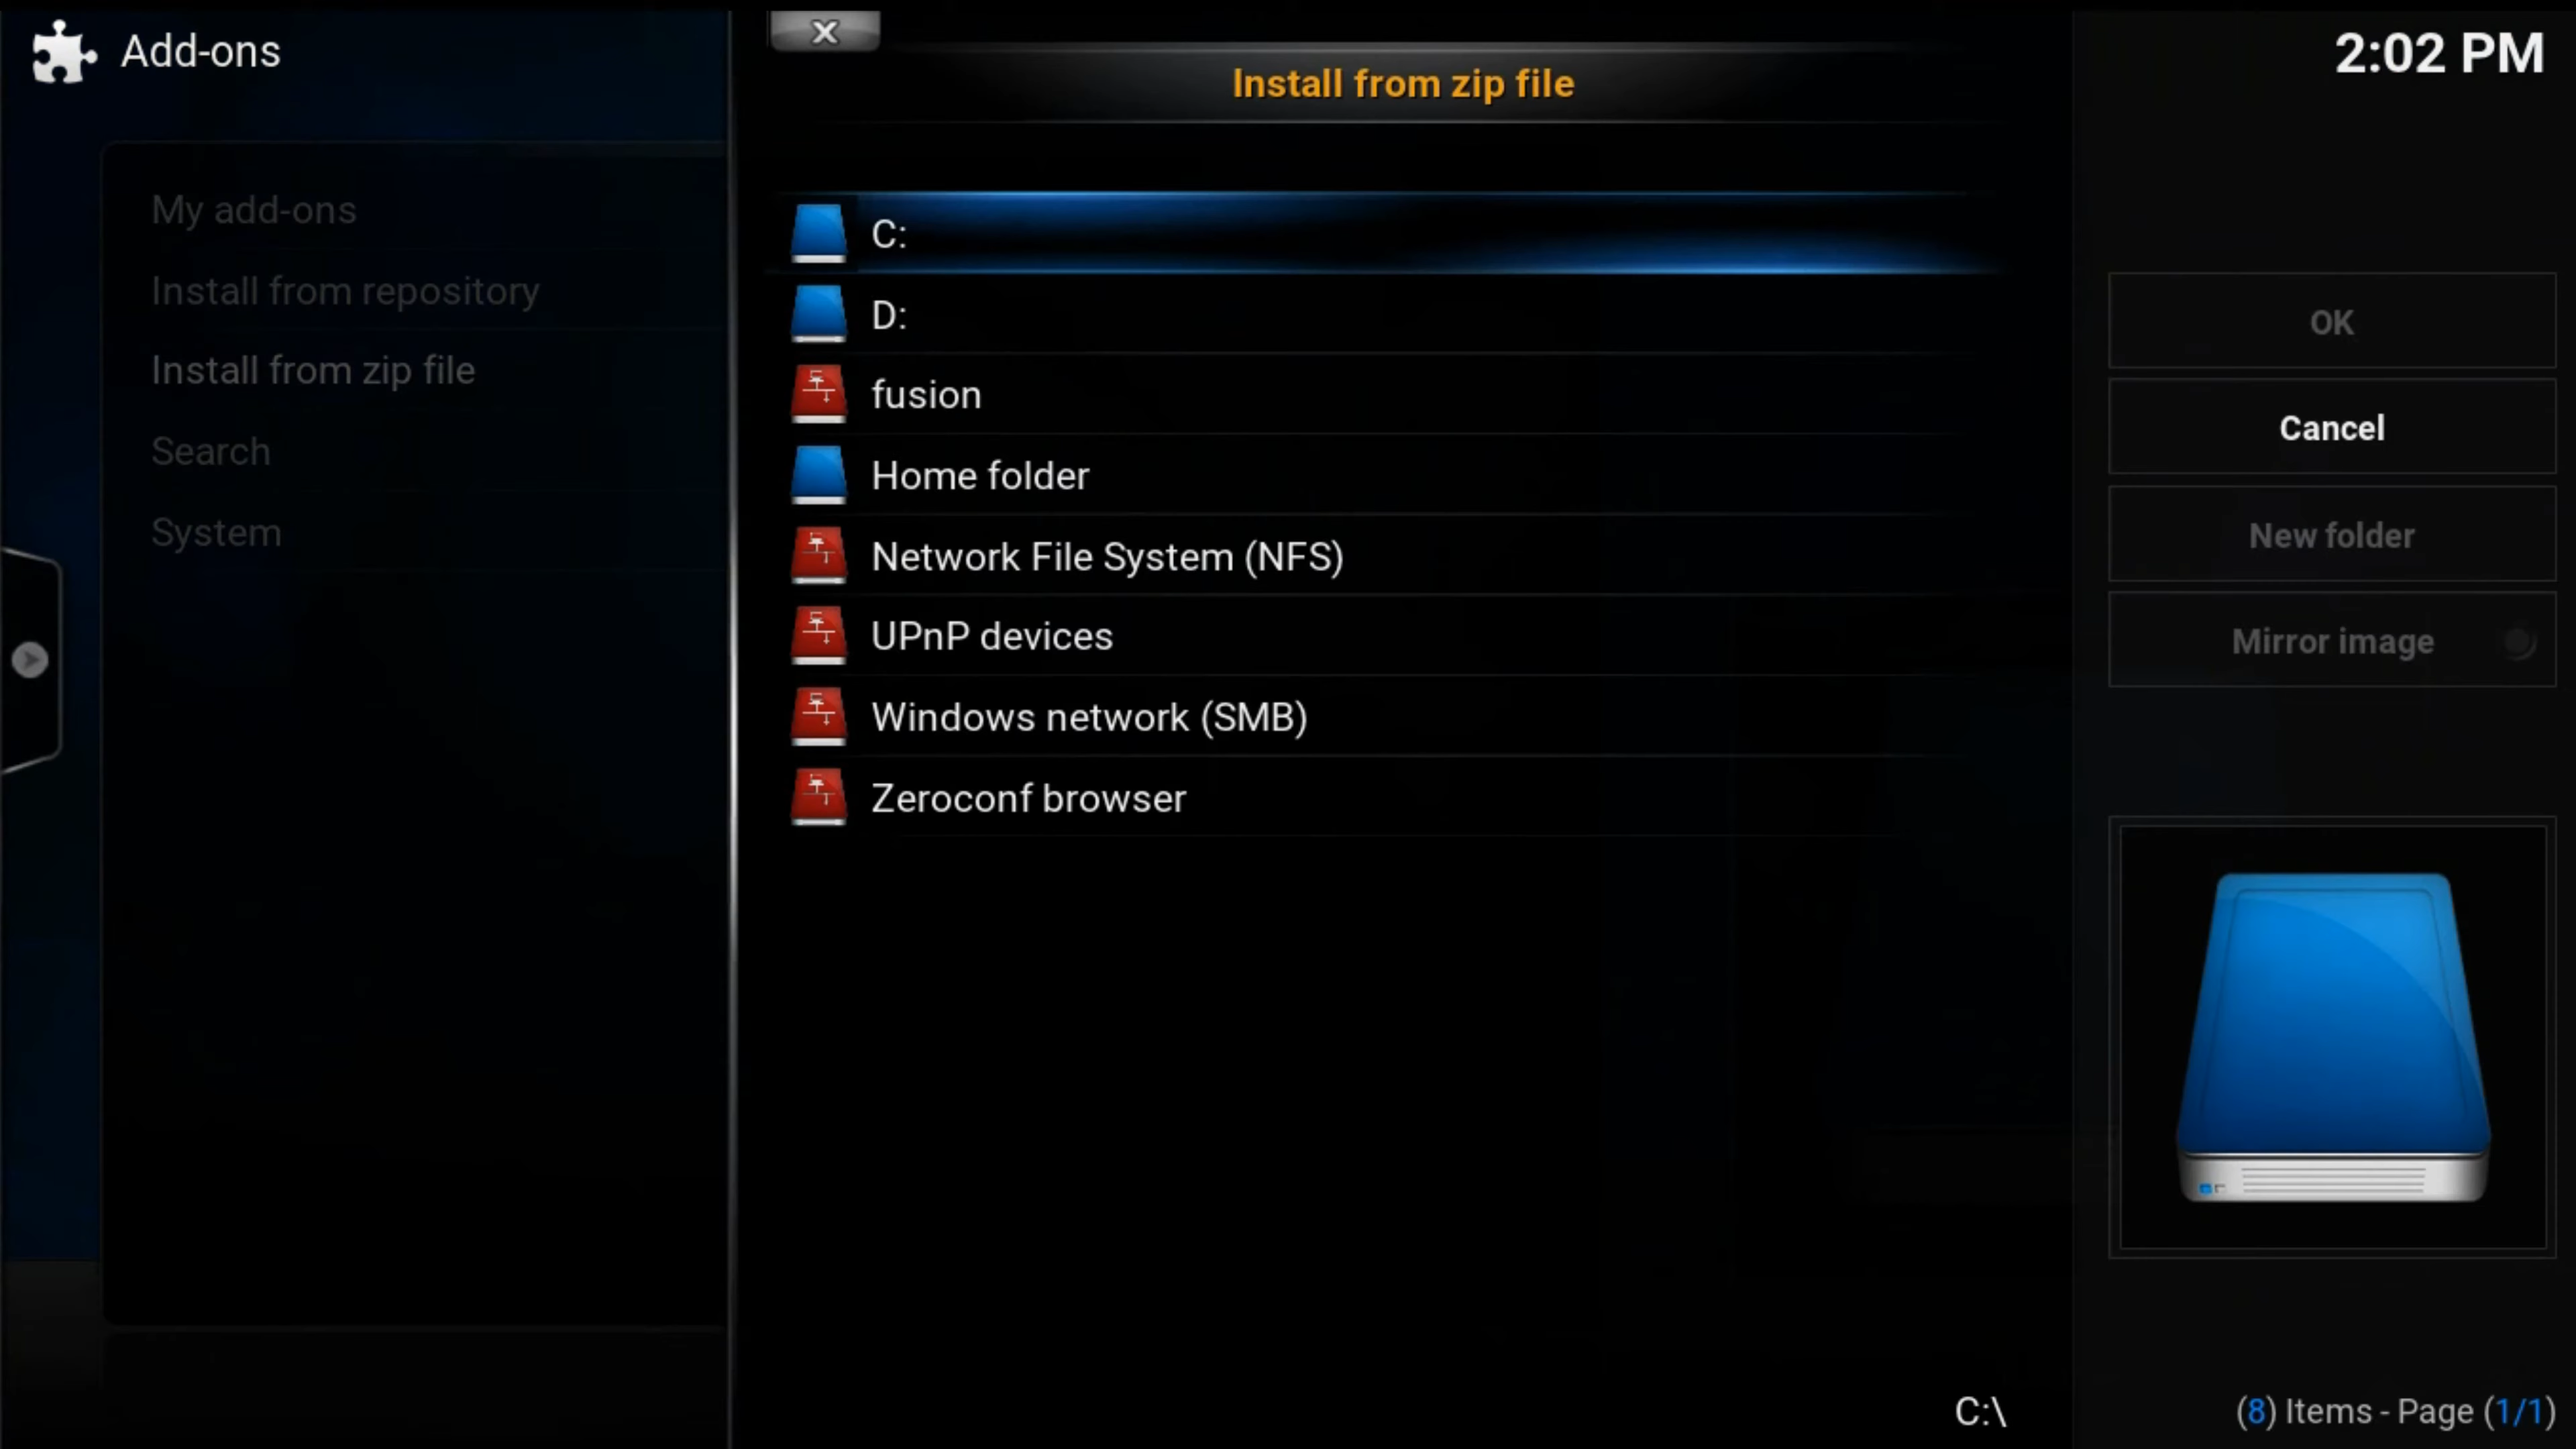 Add-ons
2:02 PM
My add-ons
Install from repository
Install from zip file
Search
System
X
Install from zip file
C:
D:
fusion
Home folder
Network File System (NFS)
UPnP devices
Windows network (SMB)
Zeroconf browser
OK
Cancel
New folder
Mirror image
C:\
(8) Items - Page (1/1)